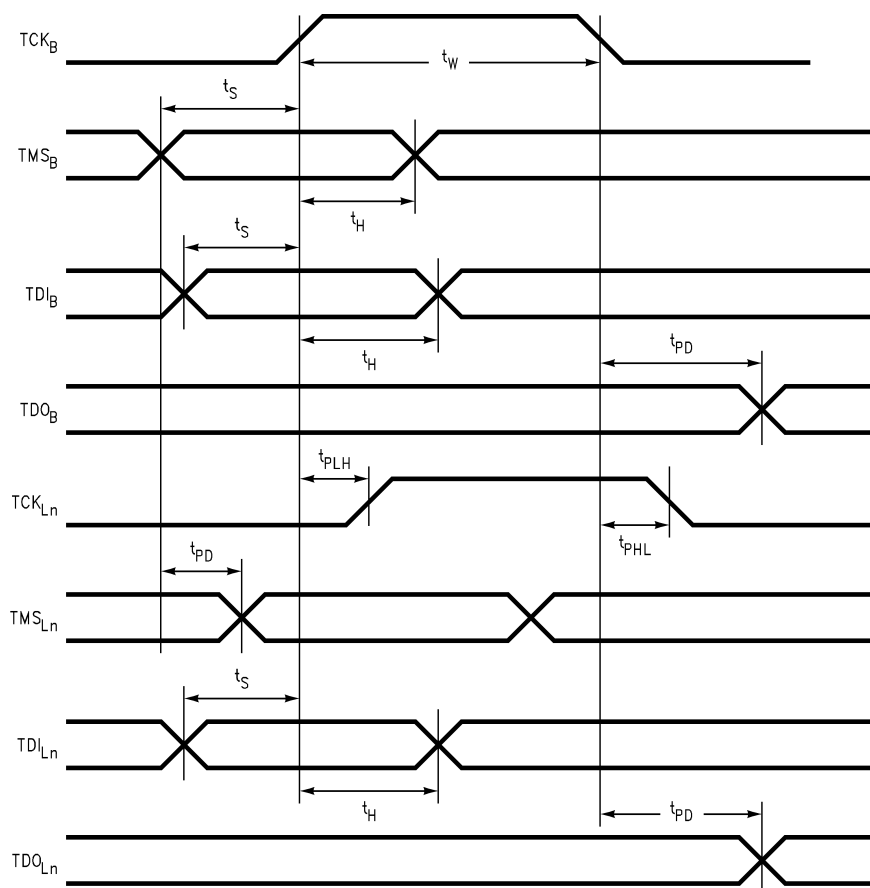 TCK_B
t_W
t_S
TMS_B
t_H
t_S
TDI_B
t_H
t_PD
TDO_B
t_PLH
TCK_Ln
t_PHL
t_PD
TMS_Ln
t_S
TDI_Ln
t_H
t_PD
TDO_Ln